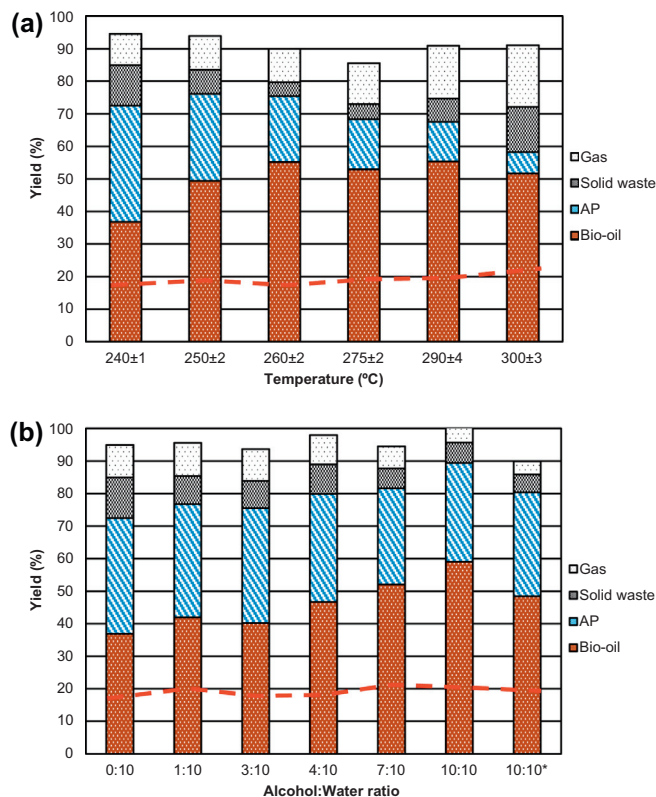 (a)
100
90
80
70
60
50
40
30
20
10
0
Yield (%)
240±1 250±2 260±2 275±2 290±4 300±3
Temperature (ºC)
Gas
Solid waste
AP
Bio-oil
(b)
100
90
80
70
60
50
40
30
20
10
0
Yield (%)
0:10 1:10 3:10 4:10 7:10 10:10 10:10*
Alcohol:Water ratio
Gas
Solid waste
AP
Bio-oil